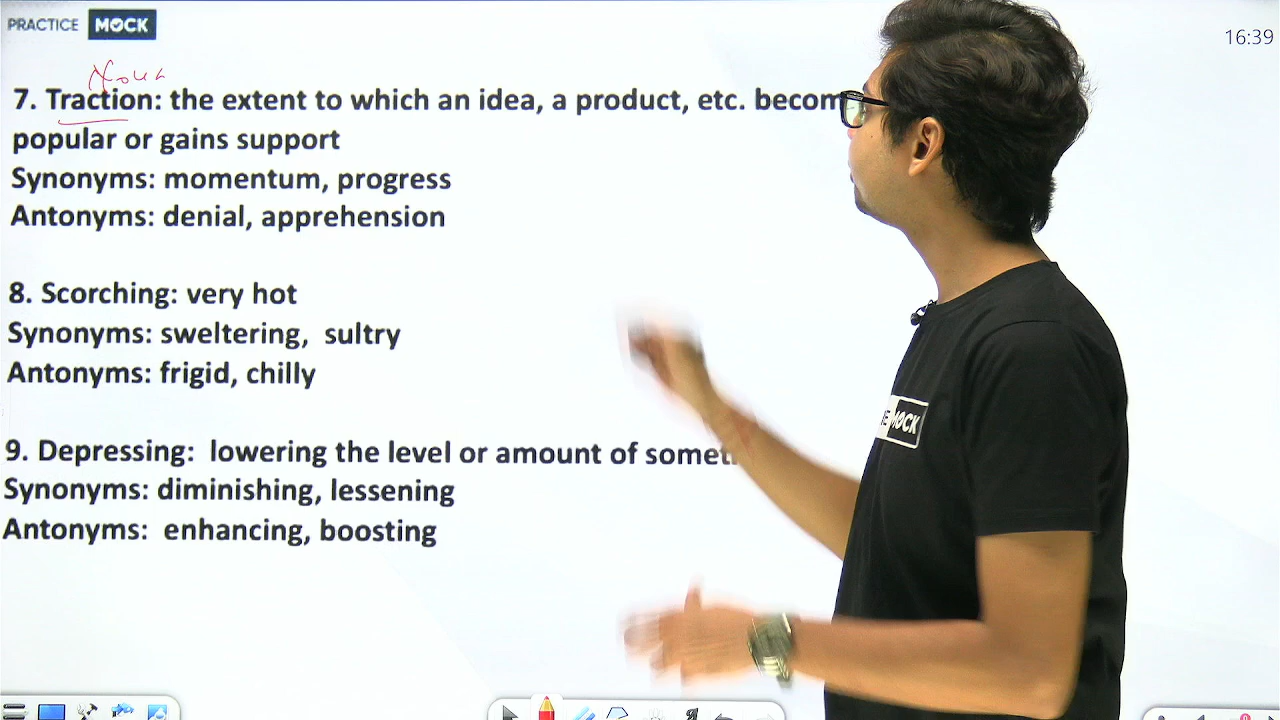 PRACTICE MOCK
16:39
Noun
7. Traction: the extent to which an idea, a product, etc. becom
popular or gains support
Synonyms: momentum, progress
Antonyms: denial, apprehension
8. Scorching: very hot
Synonyms: sweltering, sultry
Antonyms: frigid, chilly
9. Depressing: lowering the level or amount of somet
Synonyms: diminishing, lessening
Antonyms: enhancing, boosting
MOCK